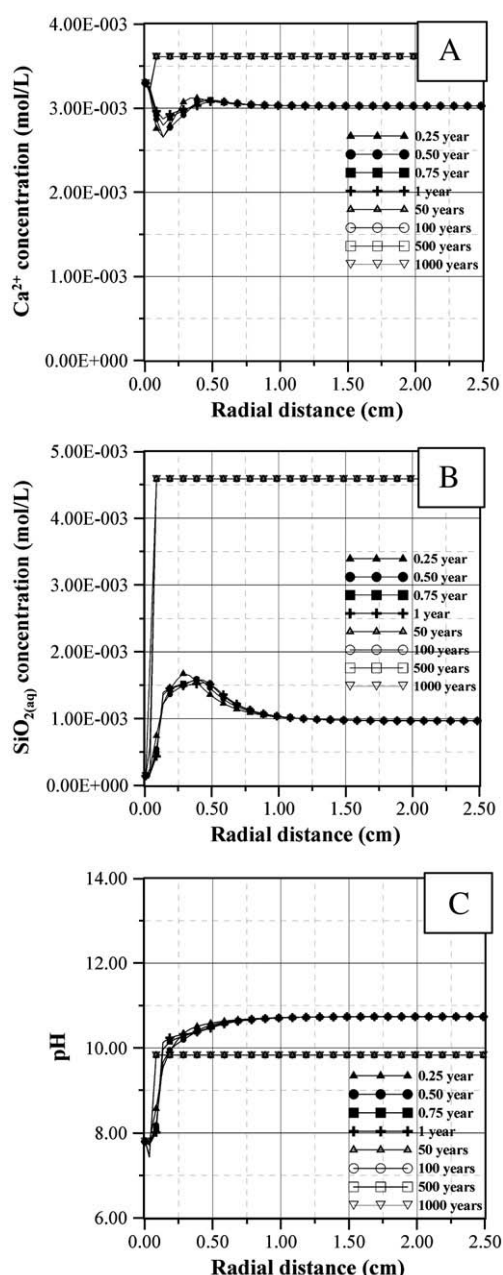 A
4.00E-003
3.00E-003
2.00E-003
1.00E-003
0.00E+000
Ca2+ concentration (mol/L)
0.25 year
0.50 year
0.75 year
1 year
50 years
100 years
500 years
1000 years
0.00 0.50 1.00 1.50 2.00 2.50
Radial distance (cm)
B
5.00E-003
4.00E-003
3.00E-003
2.00E-003
1.00E-003
0.00E+000
SiO2(aq) concentration (mol/L)
0.25 year
0.50 year
0.75 year
1 year
50 years
100 years
500 years
1000 years
0.00 0.50 1.00 1.50 2.00 2.50
Radial distance (cm)
C
14.00
12.00
10.00
8.00
6.00
pH
0.25 year
0.50 year
0.75 year
1 year
50 years
100 years
500 years
1000 years
0.00 0.50 1.00 1.50 2.00 2.50
Radial distance (cm)